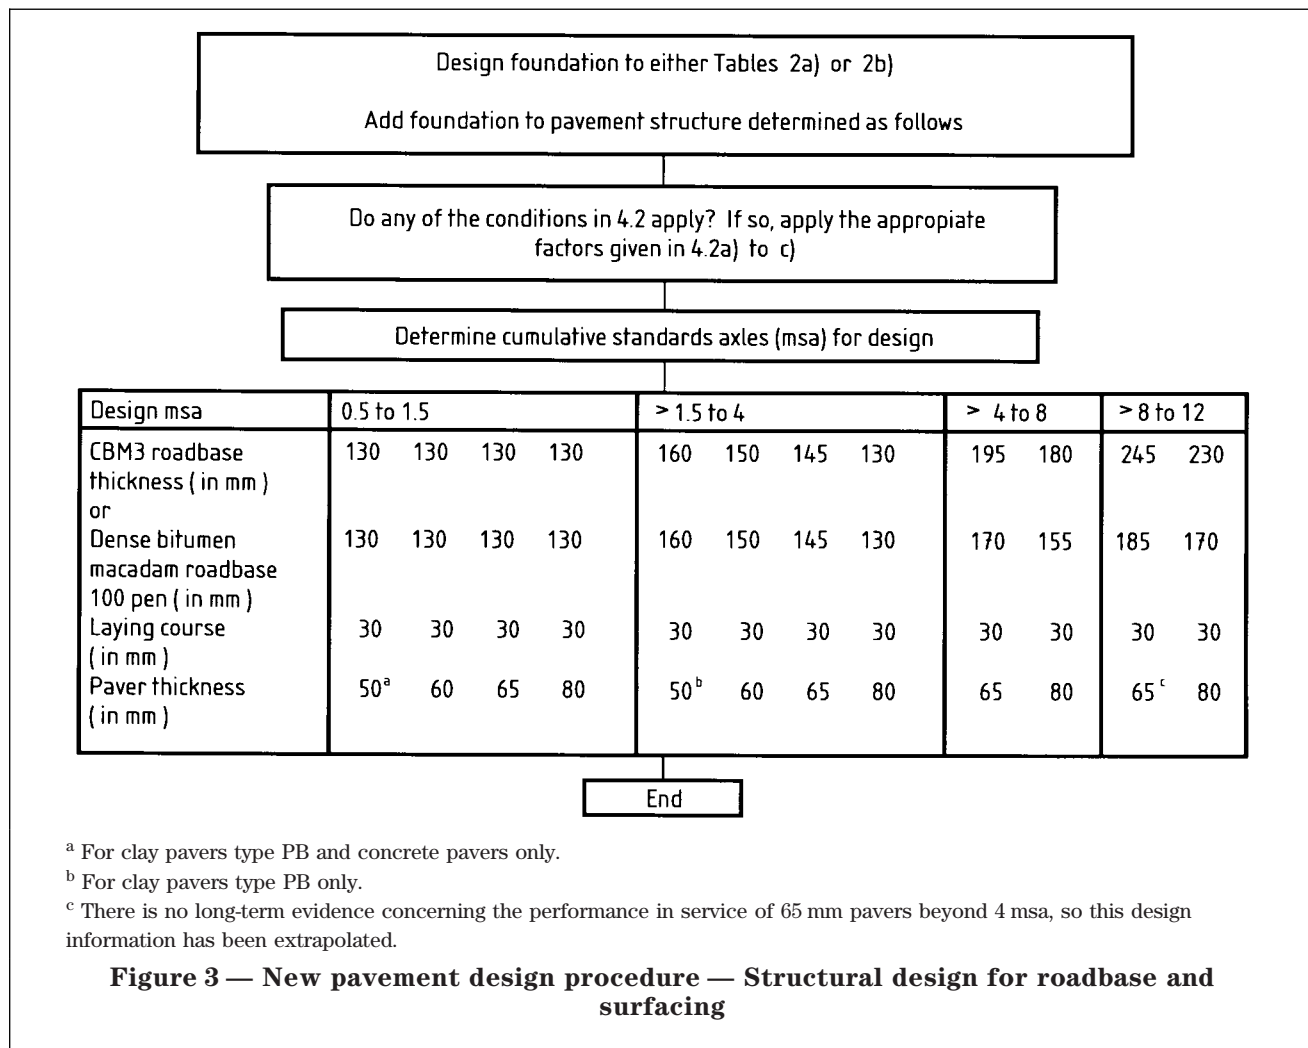 Design foundation to either Tables 2a) or 2b)
Add foundation to pavement structure determined as follows
Do any of the conditions in 4.2 apply? If so, apply the appropiate
factors given in 4.2a) to c)
Determine cumulative standards axles (msa) for design
Design msa 0.5 to 1.5 > 1.5 to 4 > 4 to 8 > 8 to 12
CBM3 roadbase 130 130 130 130 160 150 145 130 195 180 245 230
thickness ( in mm )
or
Dense bitumen 130 130 130 130 160 150 145 130 170 155 185 170
macadam roadbase
100 pen ( in mm )
Laying course 30 30 30 30 30 30 30 30 30 30 30 30
( in mm )
Paver thickness 50a 60 65 80 50b 60 65 80 65 80 65c 80
( in mm )
End
a For clay pavers type PB and concrete pavers only.
b For clay pavers type PB only.
c There is no long-term evidence concerning the performance in service of 65 mm pavers beyond 4 msa, so this design
information has been extrapolated.
Figure 3 — New pavement design procedure — Structural design for roadbase and
surfacing